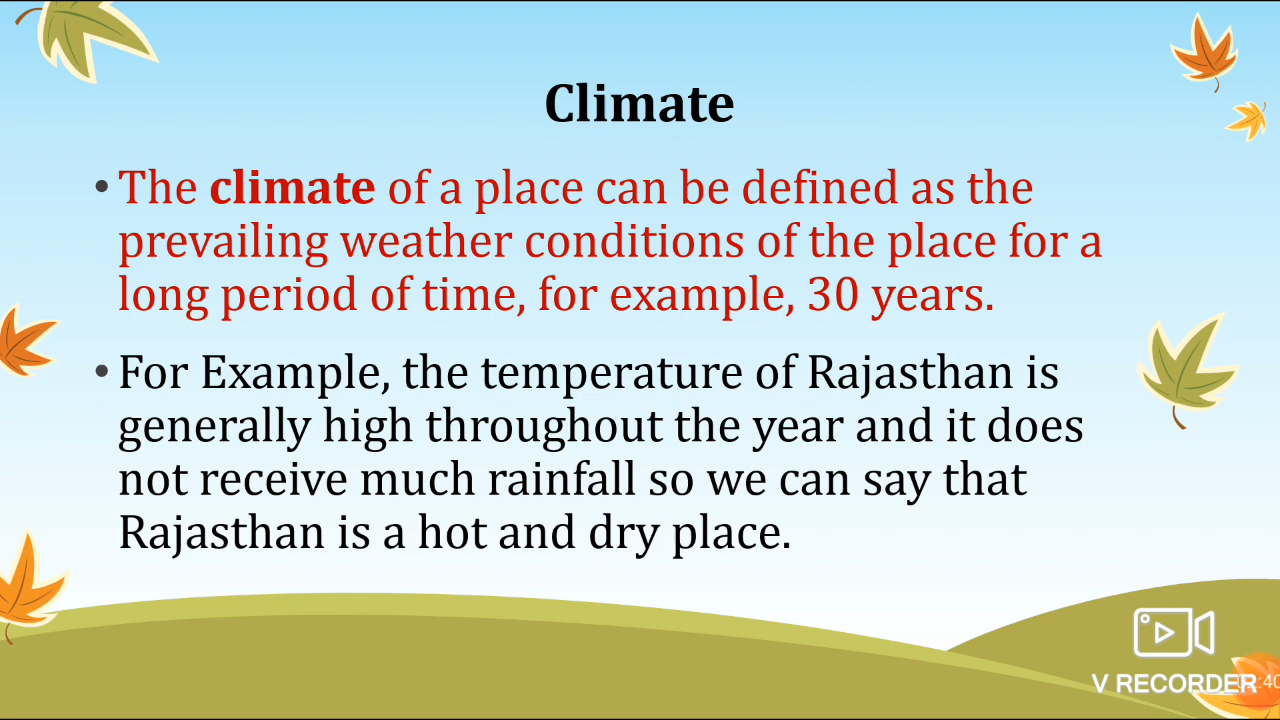 Climate
• The climate of a place can be defined as the
prevailing weather conditions of the place for a
long period of time, for example, 30 years.
• For Example, the temperature of Rajasthan is
generally high throughout the year and it does
not receive much rainfall so we can say that
Rajasthan is a hot and dry place.
V RECORDER